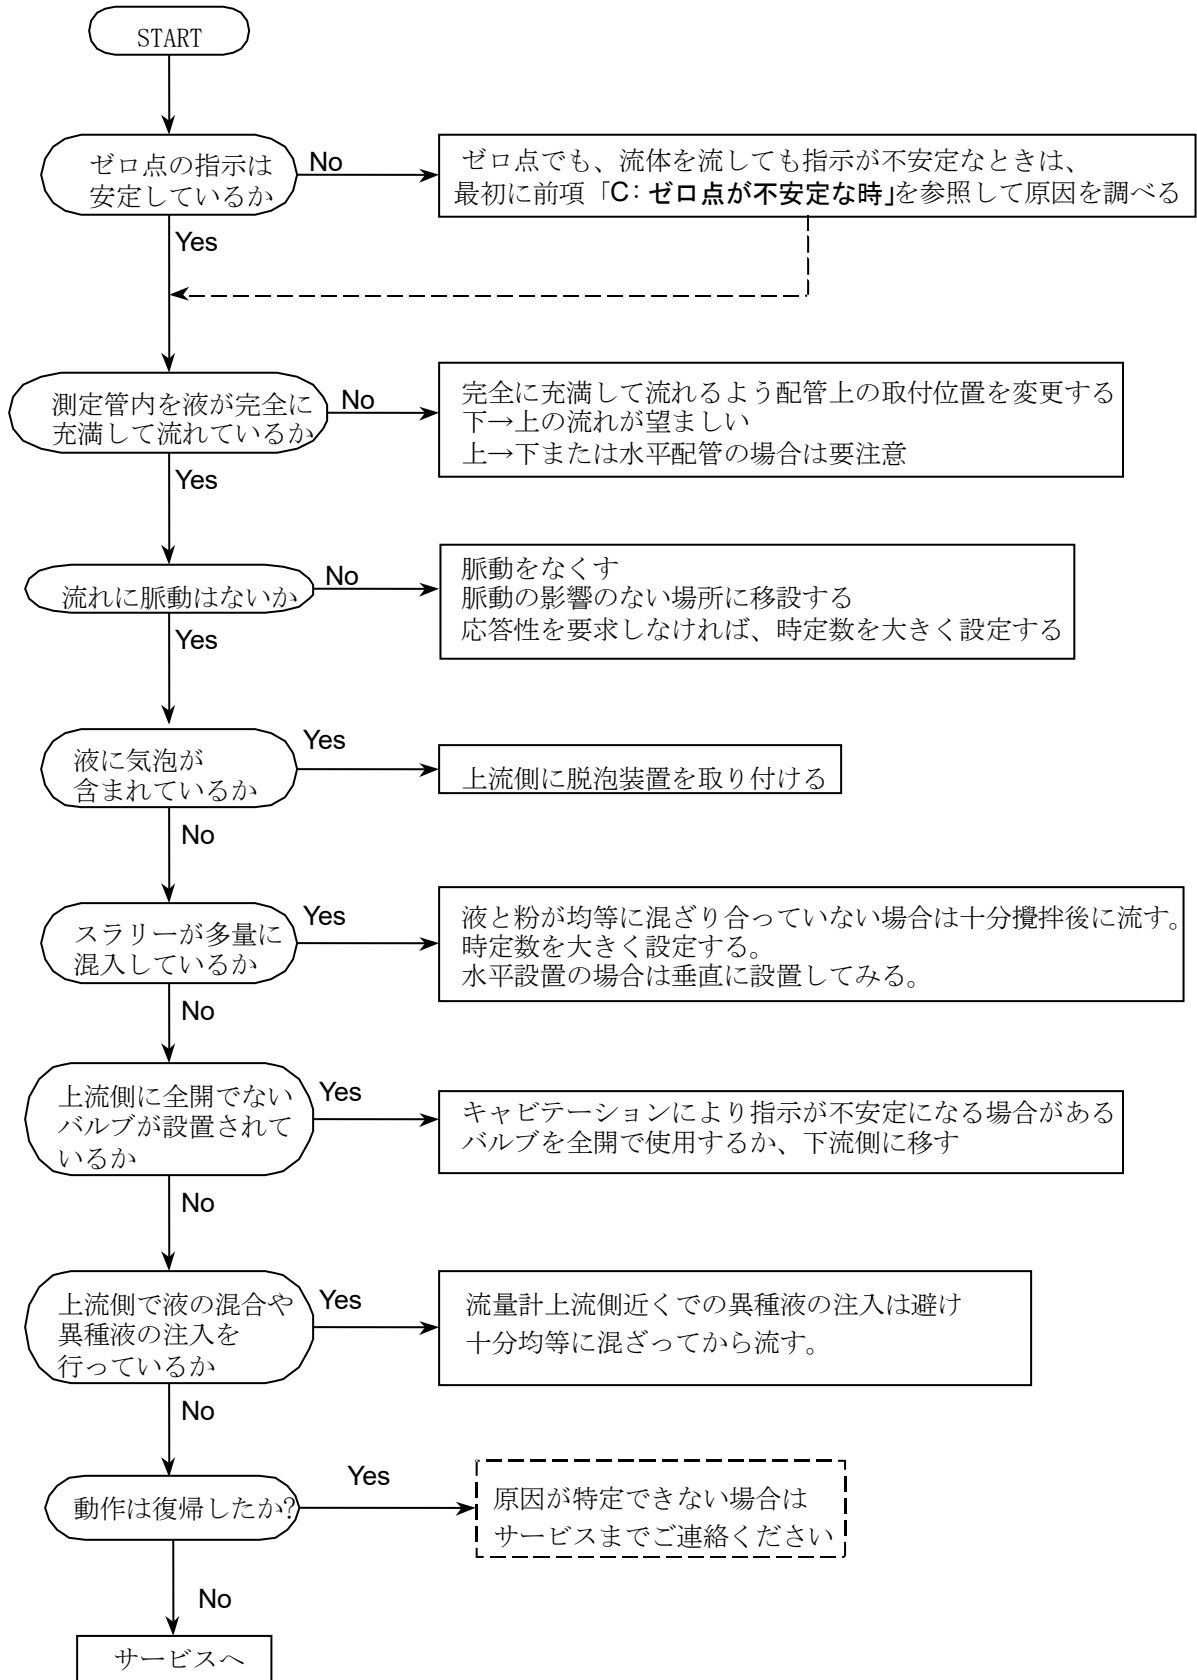 START
ゼロ点の指示は
安定しているか
No
ゼロ点でも、流体を流しても指示が不安定なときは、
最初に前項「C：ゼロ点が不安定な時」を参照して原因を調べる
Yes
測定管内を液が完全に
充満して流れているか
No
完全に充満して流れるよう配管上の取付位置を変更する
下→上の流れが望ましい
上→下または水平配管の場合は要注意
Yes
流れに脈動はないか
No
脈動をなくす
脈動の影響のない場所に移設する
応答性を要求しなければ、時定数を大きく設定する
Yes
液に気泡が
含まれているか
Yes
上流側に脱泡装置を取り付ける
No
スラリーが多量に
混入しているか
Yes
液と粉が均等に混ざり合っていない場合は十分攪拌後に流す。
時定数を大きく設定する。
水平設置の場合は垂直に設置してみる。
No
上流側に全開でない
バルブが設置されて
いるか
Yes
キャビテーションにより指示が不安定になる場合がある
バルブを全開で使用するか、下流側に移す
No
上流側で液の混合や
異種液の注入を
行っているか
Yes
流量計上流側近くでの異種液の注入は避け
十分均等に混ざってから流す。
No
動作は復帰したか?
Yes
原因が特定できない場合は
サービスまでご連絡ください
No
サービスへ